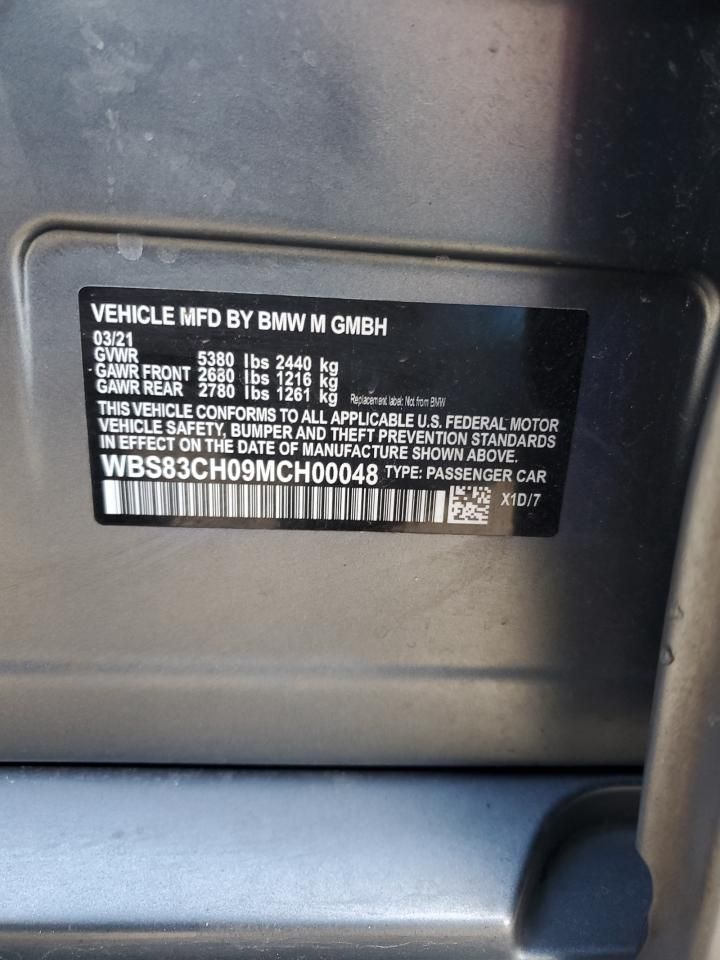 VEHICLE MFD BY BMW M GMBH
03/21
GVWR 5380 lbs 2440 kg
GAWR FRONT 2680 lbs 1216 kg
GAWR REAR 2780 lbs 1261 kg
Replacement label: Not from BMW
THIS VEHICLE CONFORMS TO ALL APPLICABLE U.S. FEDERAL MOTOR
VEHICLE SAFETY, BUMPER AND THEFT PREVENTION STANDARDS
IN EFFECT ON THE DATE OF MANUFACTURE SHOWN ABOVE.
WBS83CH09MCH00048 TYPE: PASSENGER CAR
X1D/7